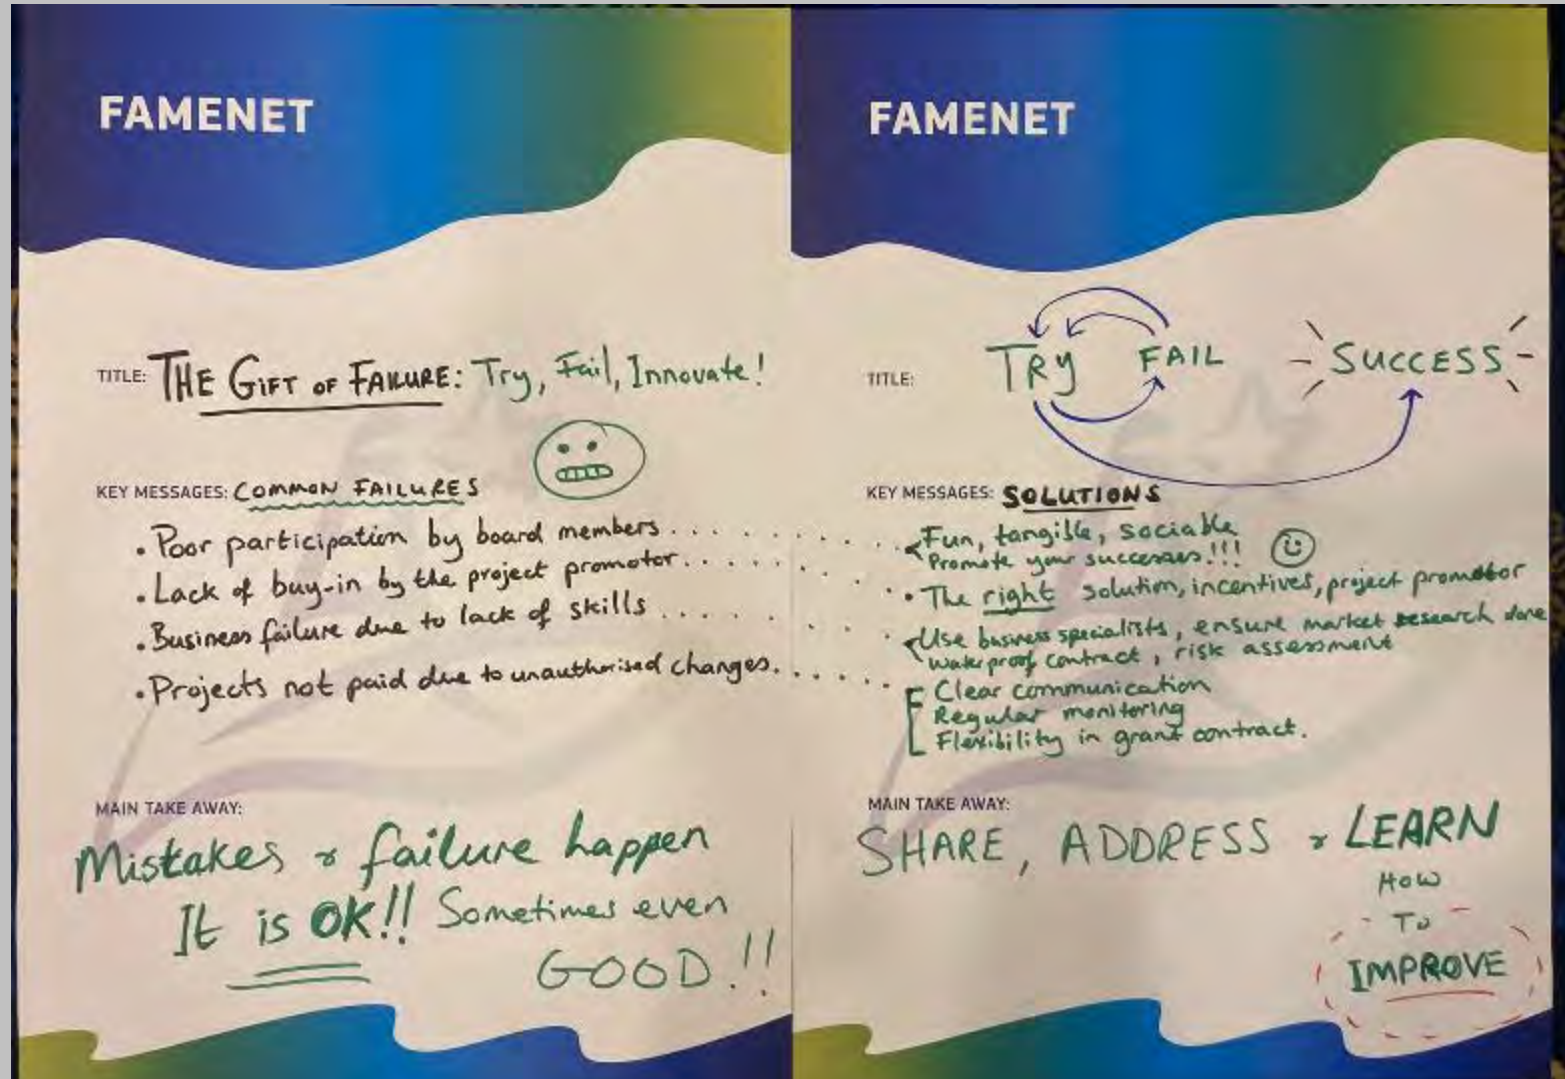 FAMENET
TITLE: THE GIFT OF FAILURE: Try, Fail, Innovate!
KEY MESSAGES: COMMON FAILURES
• Poor participation by board members . . . .
• Lack of buy-in by the project promotor . . . .
• Business failure due to lack of skills . . . .
• Projects not paid due to unauthorised changes. . . .
MAIN TAKE AWAY:
Mistakes & failure happen
It is OK!! Sometimes even
GOOD!!
FAMENET
TITLE: TRY FAIL SUCCESS
KEY MESSAGES: SOLUTIONS
Fun, tangible, sociable
Promote your successes!!!
• The right solution, incentives, project promotor
Use business specialists, ensure market research done
Waterproof contract, risk assessment
Clear communication
Regular monitoring
Flexibility in grant contract.
MAIN TAKE AWAY:
SHARE, ADDRESS & LEARN
HOW
TO
IMPROVE